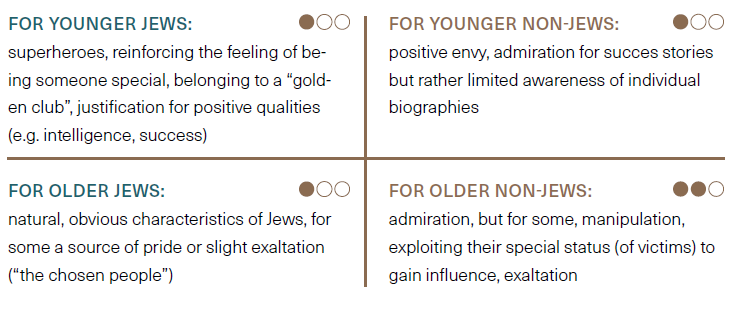 FOR YOUNGER JEWS:
superheroes, reinforcing the feeling of be-
ing someone special, belonging to a “gold-
en club”, justification for positive qualities
(e.g. intelligence, success)
FOR YOUNGER NON-JEWS:
positive envy, admiration for succes stories
but rather limited awareness of individual
biographies
FOR OLDER JEWS:
natural, obvious characteristics of Jews, for
some a source of pride or slight exaltation
(“the chosen people”)
FOR OLDER NON-JEWS:
admiration, but for some, manipulation,
exploiting their special status (of victims) to
gain influence, exaltation